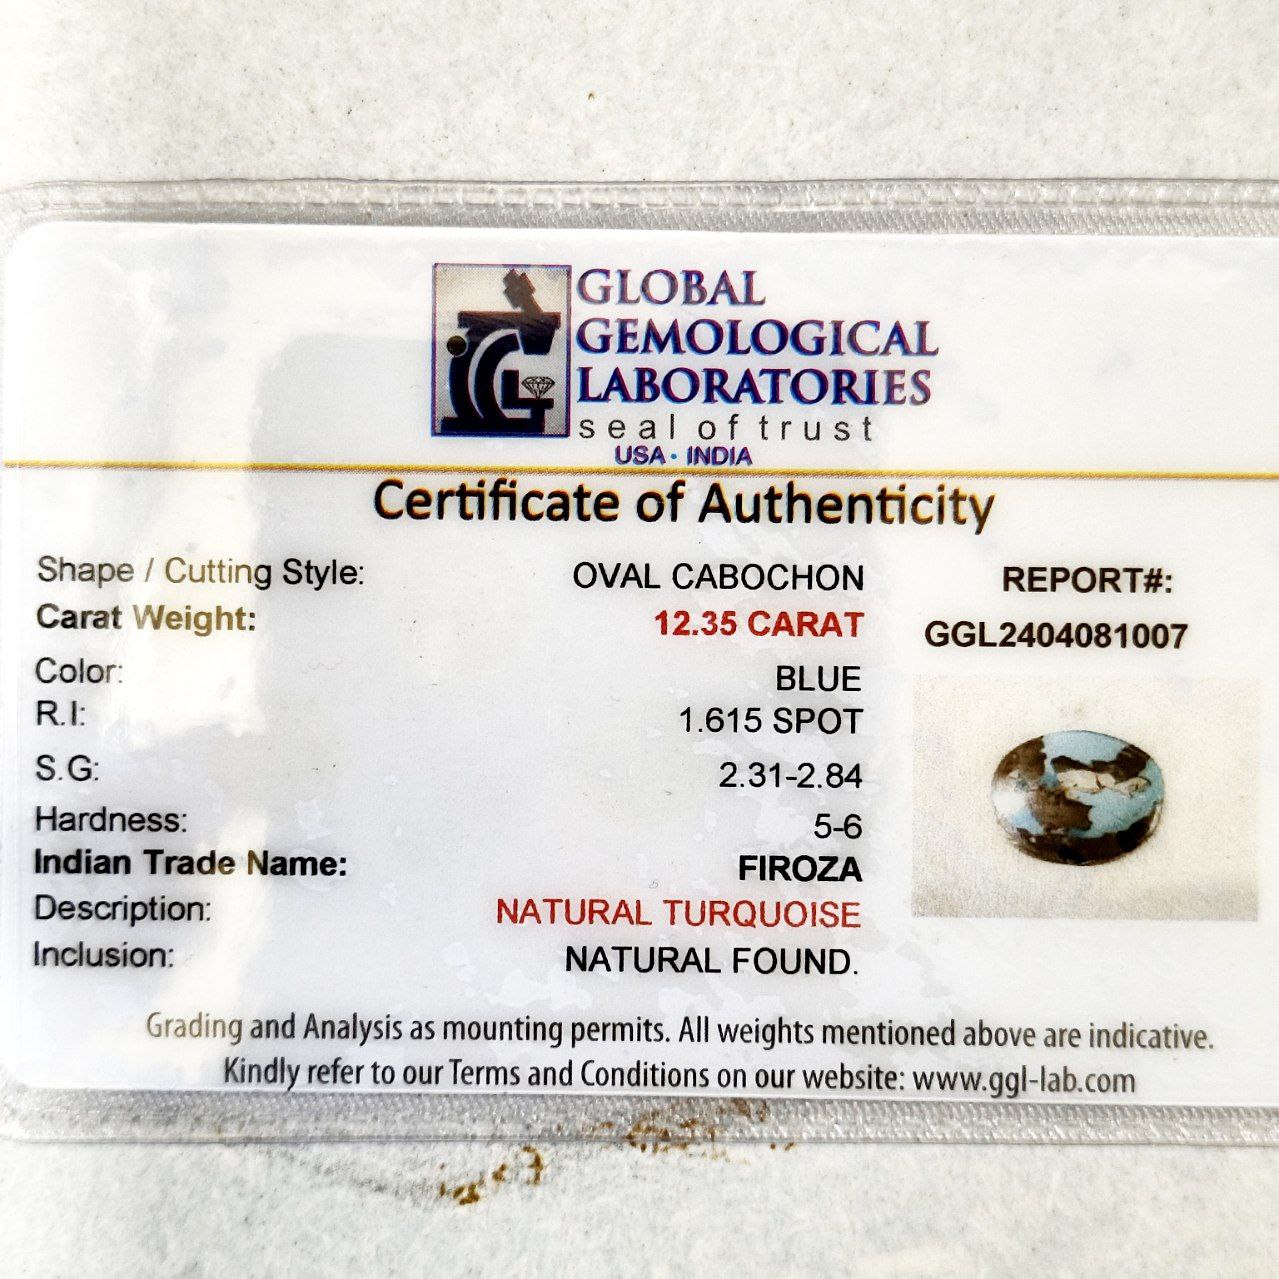 GLOBAL
GEMOLOGICAL
LABORATORIES
seal of trust
USA • INDIA
Certificate of Authenticity
Shape / Cutting Style: OVAL CABOCHON
Carat Weight: 12.35 CARAT
Color: BLUE
R.I: 1.615 SPOT
S.G: 2.31-2.84
Hardness: 5-6
Indian Trade Name: FIROZA
Description: NATURAL TURQUOISE
Inclusion: NATURAL FOUND.
REPORT#:
GGL2404081007
Grading and Analysis as mounting permits. All weights mentioned above are indicative.
Kindly refer to our Terms and Conditions on our website: www.ggl-lab.com